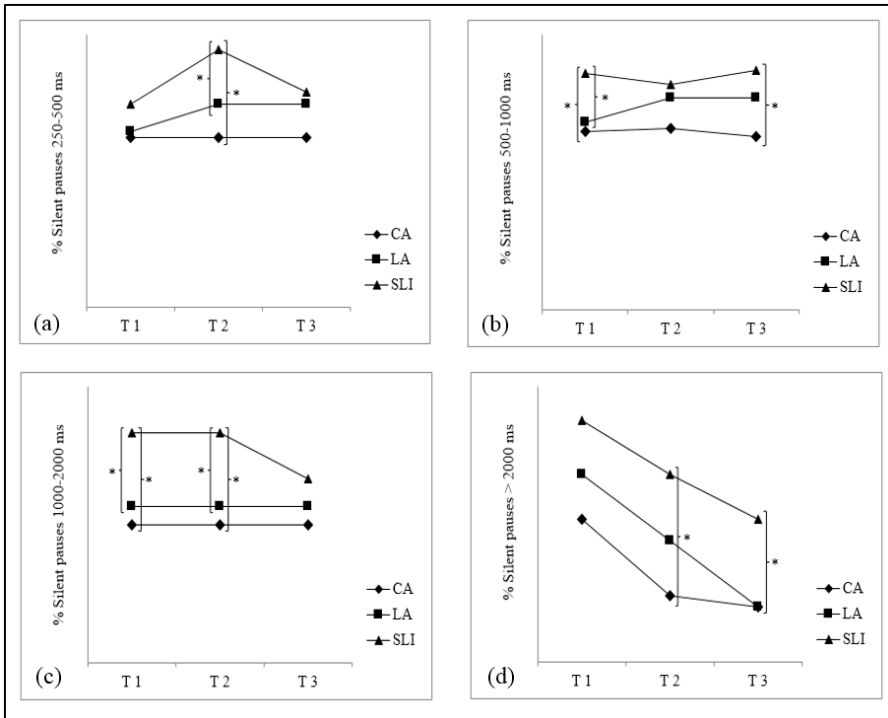 % Silent pauses 250-500 ms
*
*
CA
LA
SLI
(a)
T 1 T 2 T 3
% Silent pauses 500-1000 ms
* * *
CA
LA
SLI
(b)
T 1 T 2 T 3
% Silent pauses 1000-2000 ms
* * * *
CA
LA
SLI
(c)
T 1 T 2 T 3
% Silent pauses > 2000 ms
*
*
CA
LA
SLI
(d)
T 1 T 2 T 3